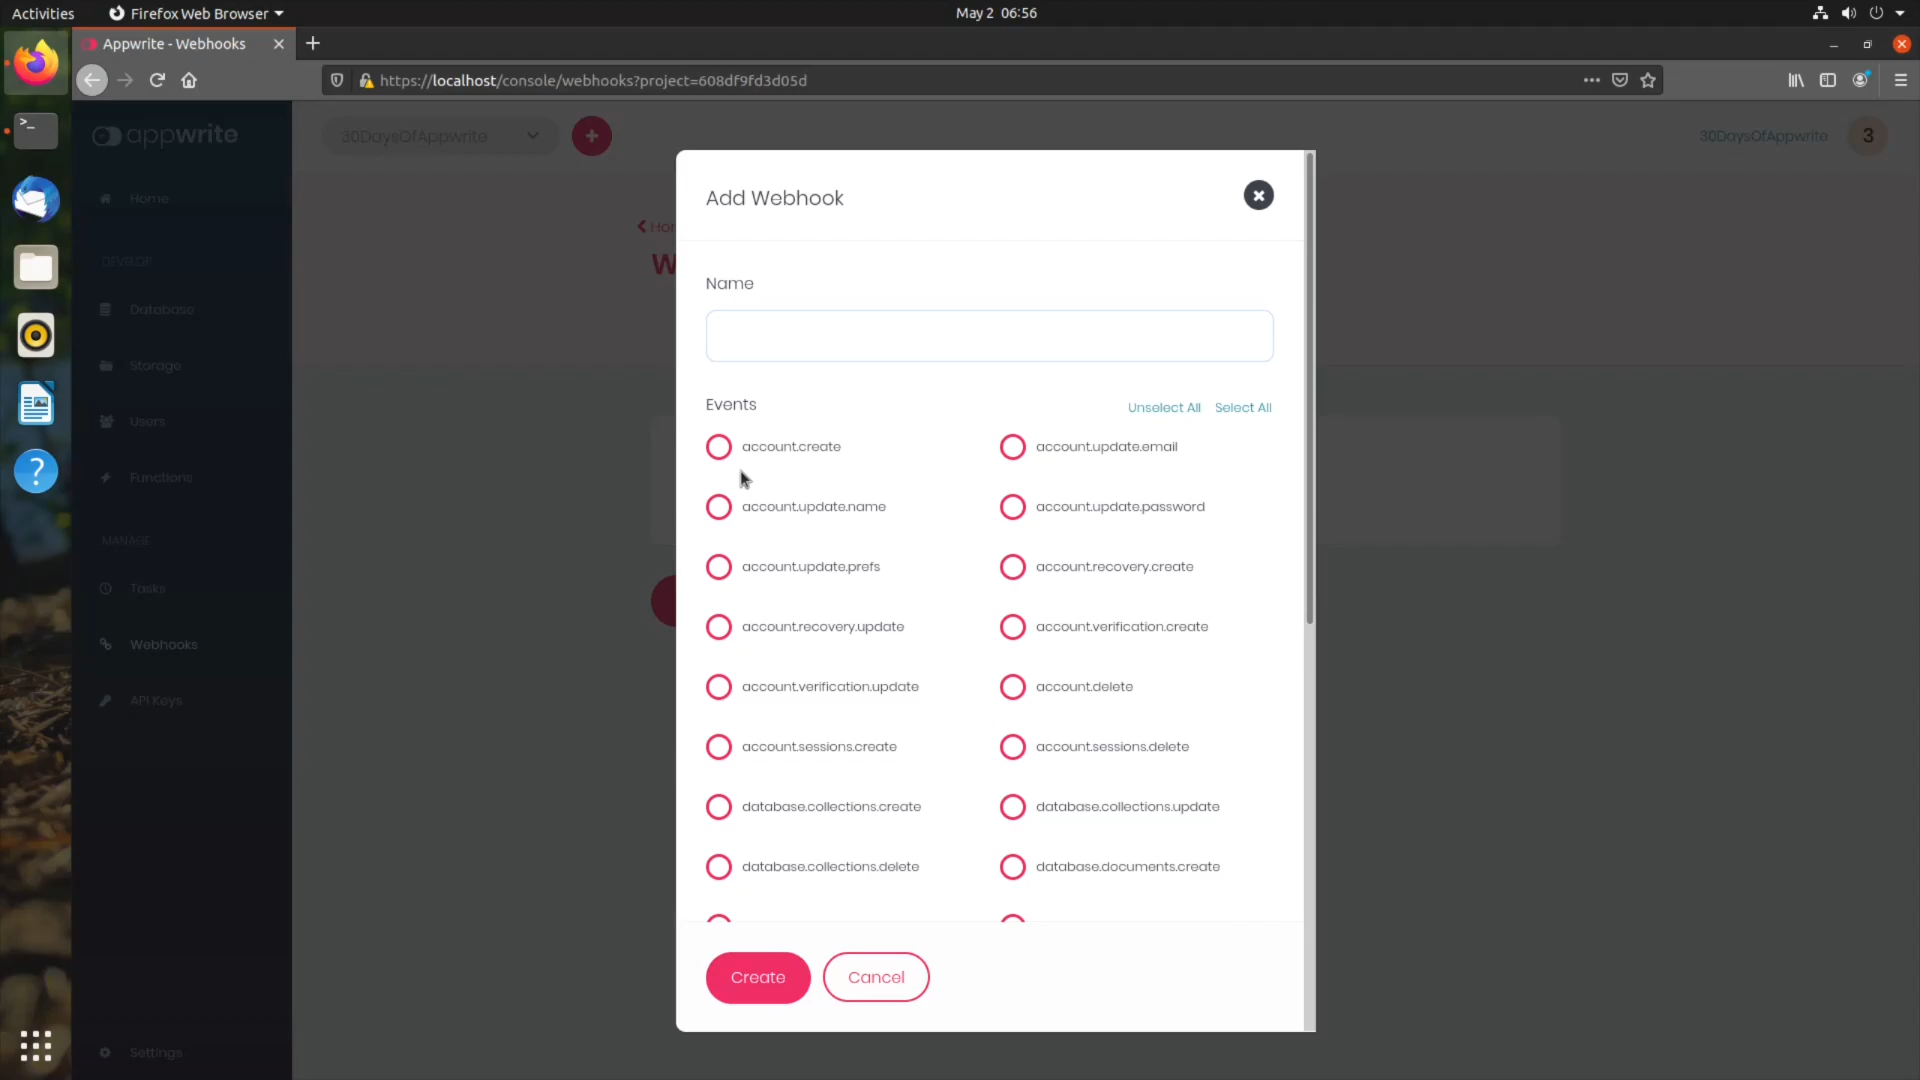 Activities
Firefox Web Browser
May 2 06:56
Appwrite - Webhooks
https://localhost/console/webhooks?project=608df9fd3d05d
appwrite
30DaysOfAppwrite
30DaysOfAppwrite
3
Home
DEVELOP
Database
Storage
Users
Functions
MANAGE
Tasks
Webhooks
API Keys
Settings
Add Webhook
Name
Events
Unselect All
Select All
account.create
account.update.email
account.update.name
account.update.password
account.update.prefs
account.recovery.create
account.recovery.update
account.verification.create
account.verification.update
account.delete
account.sessions.create
account.sessions.delete
database.collections.create
database.collections.update
database.collections.delete
database.documents.create
Create
Cancel